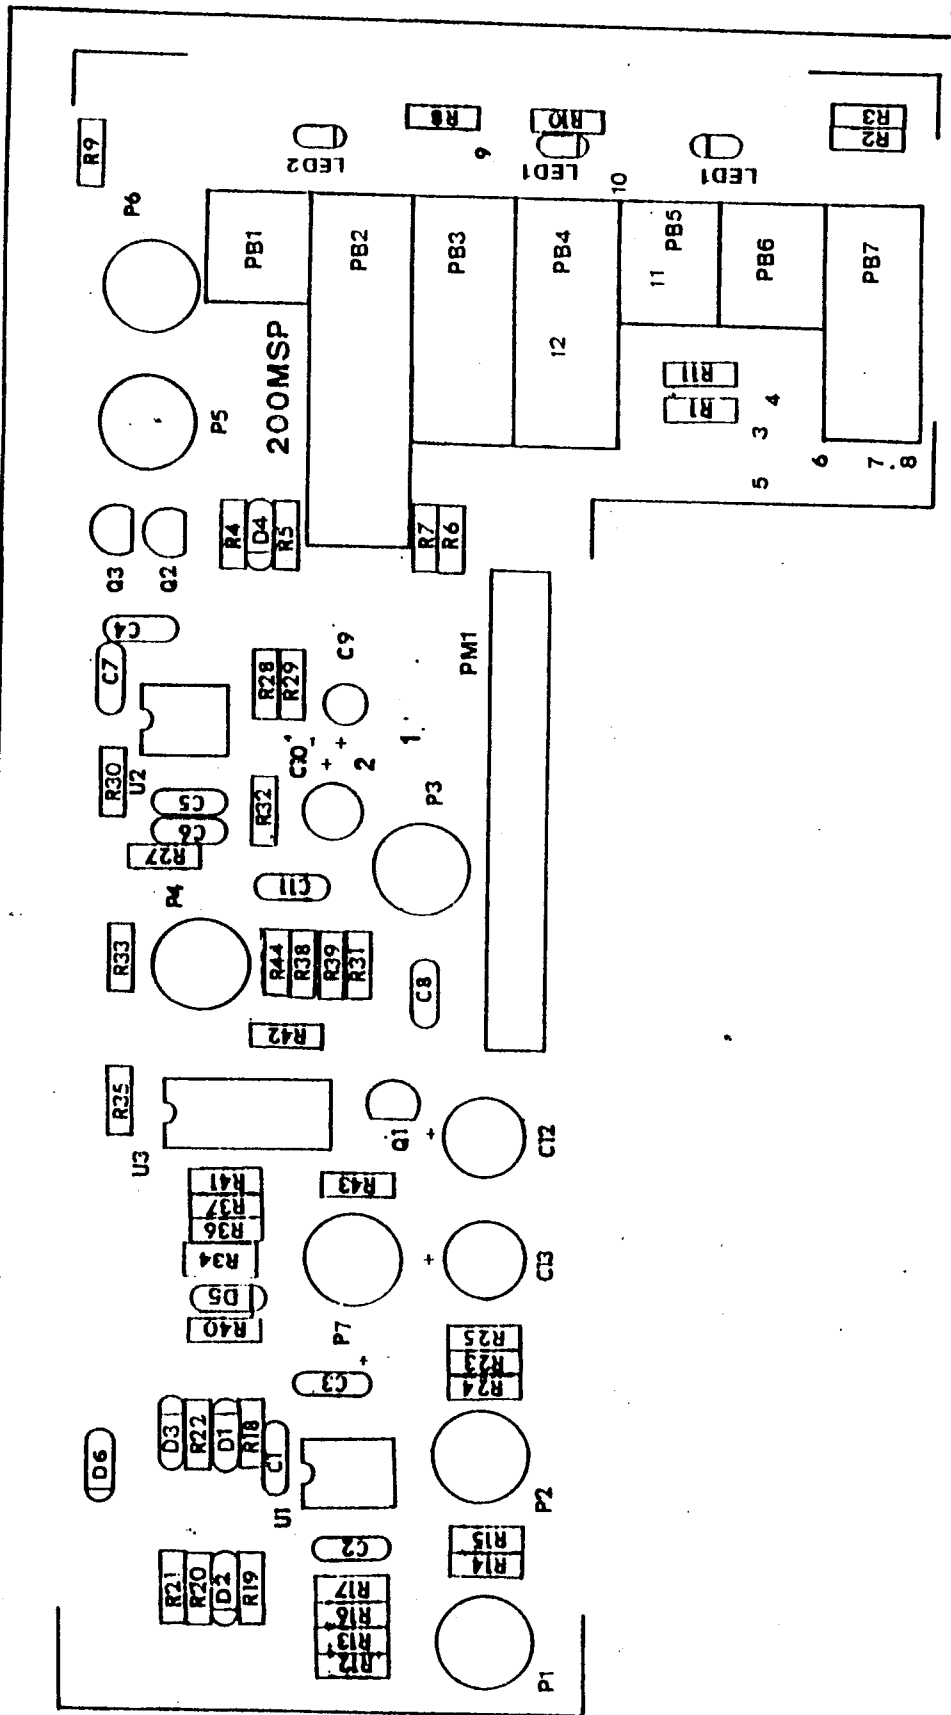 R9
P6
LED2
R8
9
R10
LED1
10
LED1
R3
R2
PB1
PB2
PB3
PB4
PB5
PB6
PB7
11
12
200MSP
P5
R11
R1
4
3
5
6
7.8
Q3
Q2
R4
D4
R5
R7
R6
C4
C7
R28
R29
C9
PM1
R30
U2
C5
C6
R27
R32
C10
+
-
+
+
2
1
P3
P4
C11
R33
R44
R38
R39
R31
C8
R42
R35
U3
Q1
+
C12
R41
R37
R36
R34
R43
D5
R40
P7
+
C13
R25
R23
R24
C3
+
D6
D3
R22
D1
R18
C1
U1
P2
C2
R15
R14
R21
R20
D2
R19
R17
R16
R13
R12
P1